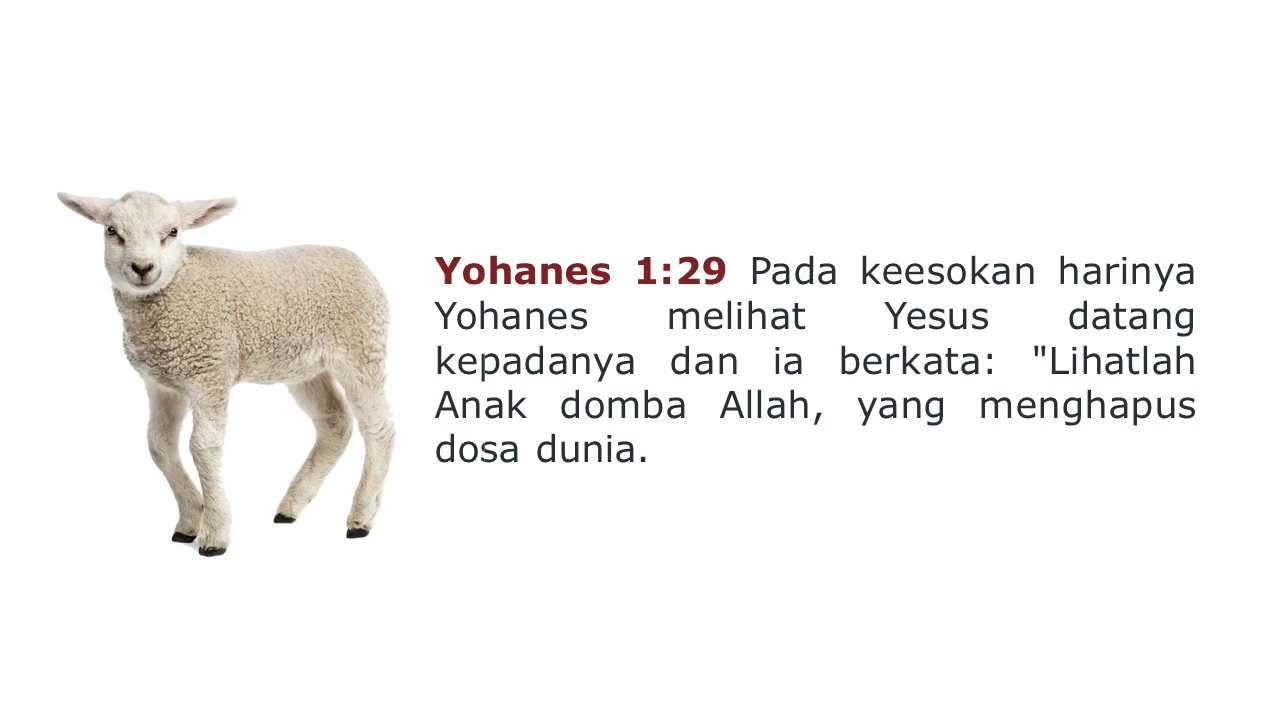 Yohanes 1:29 Pada keesokan harinya
Yohanes melihat Yesus datang
kepadanya dan ia berkata: "Lihatlah
Anak domba Allah, yang menghapus
dosa dunia.